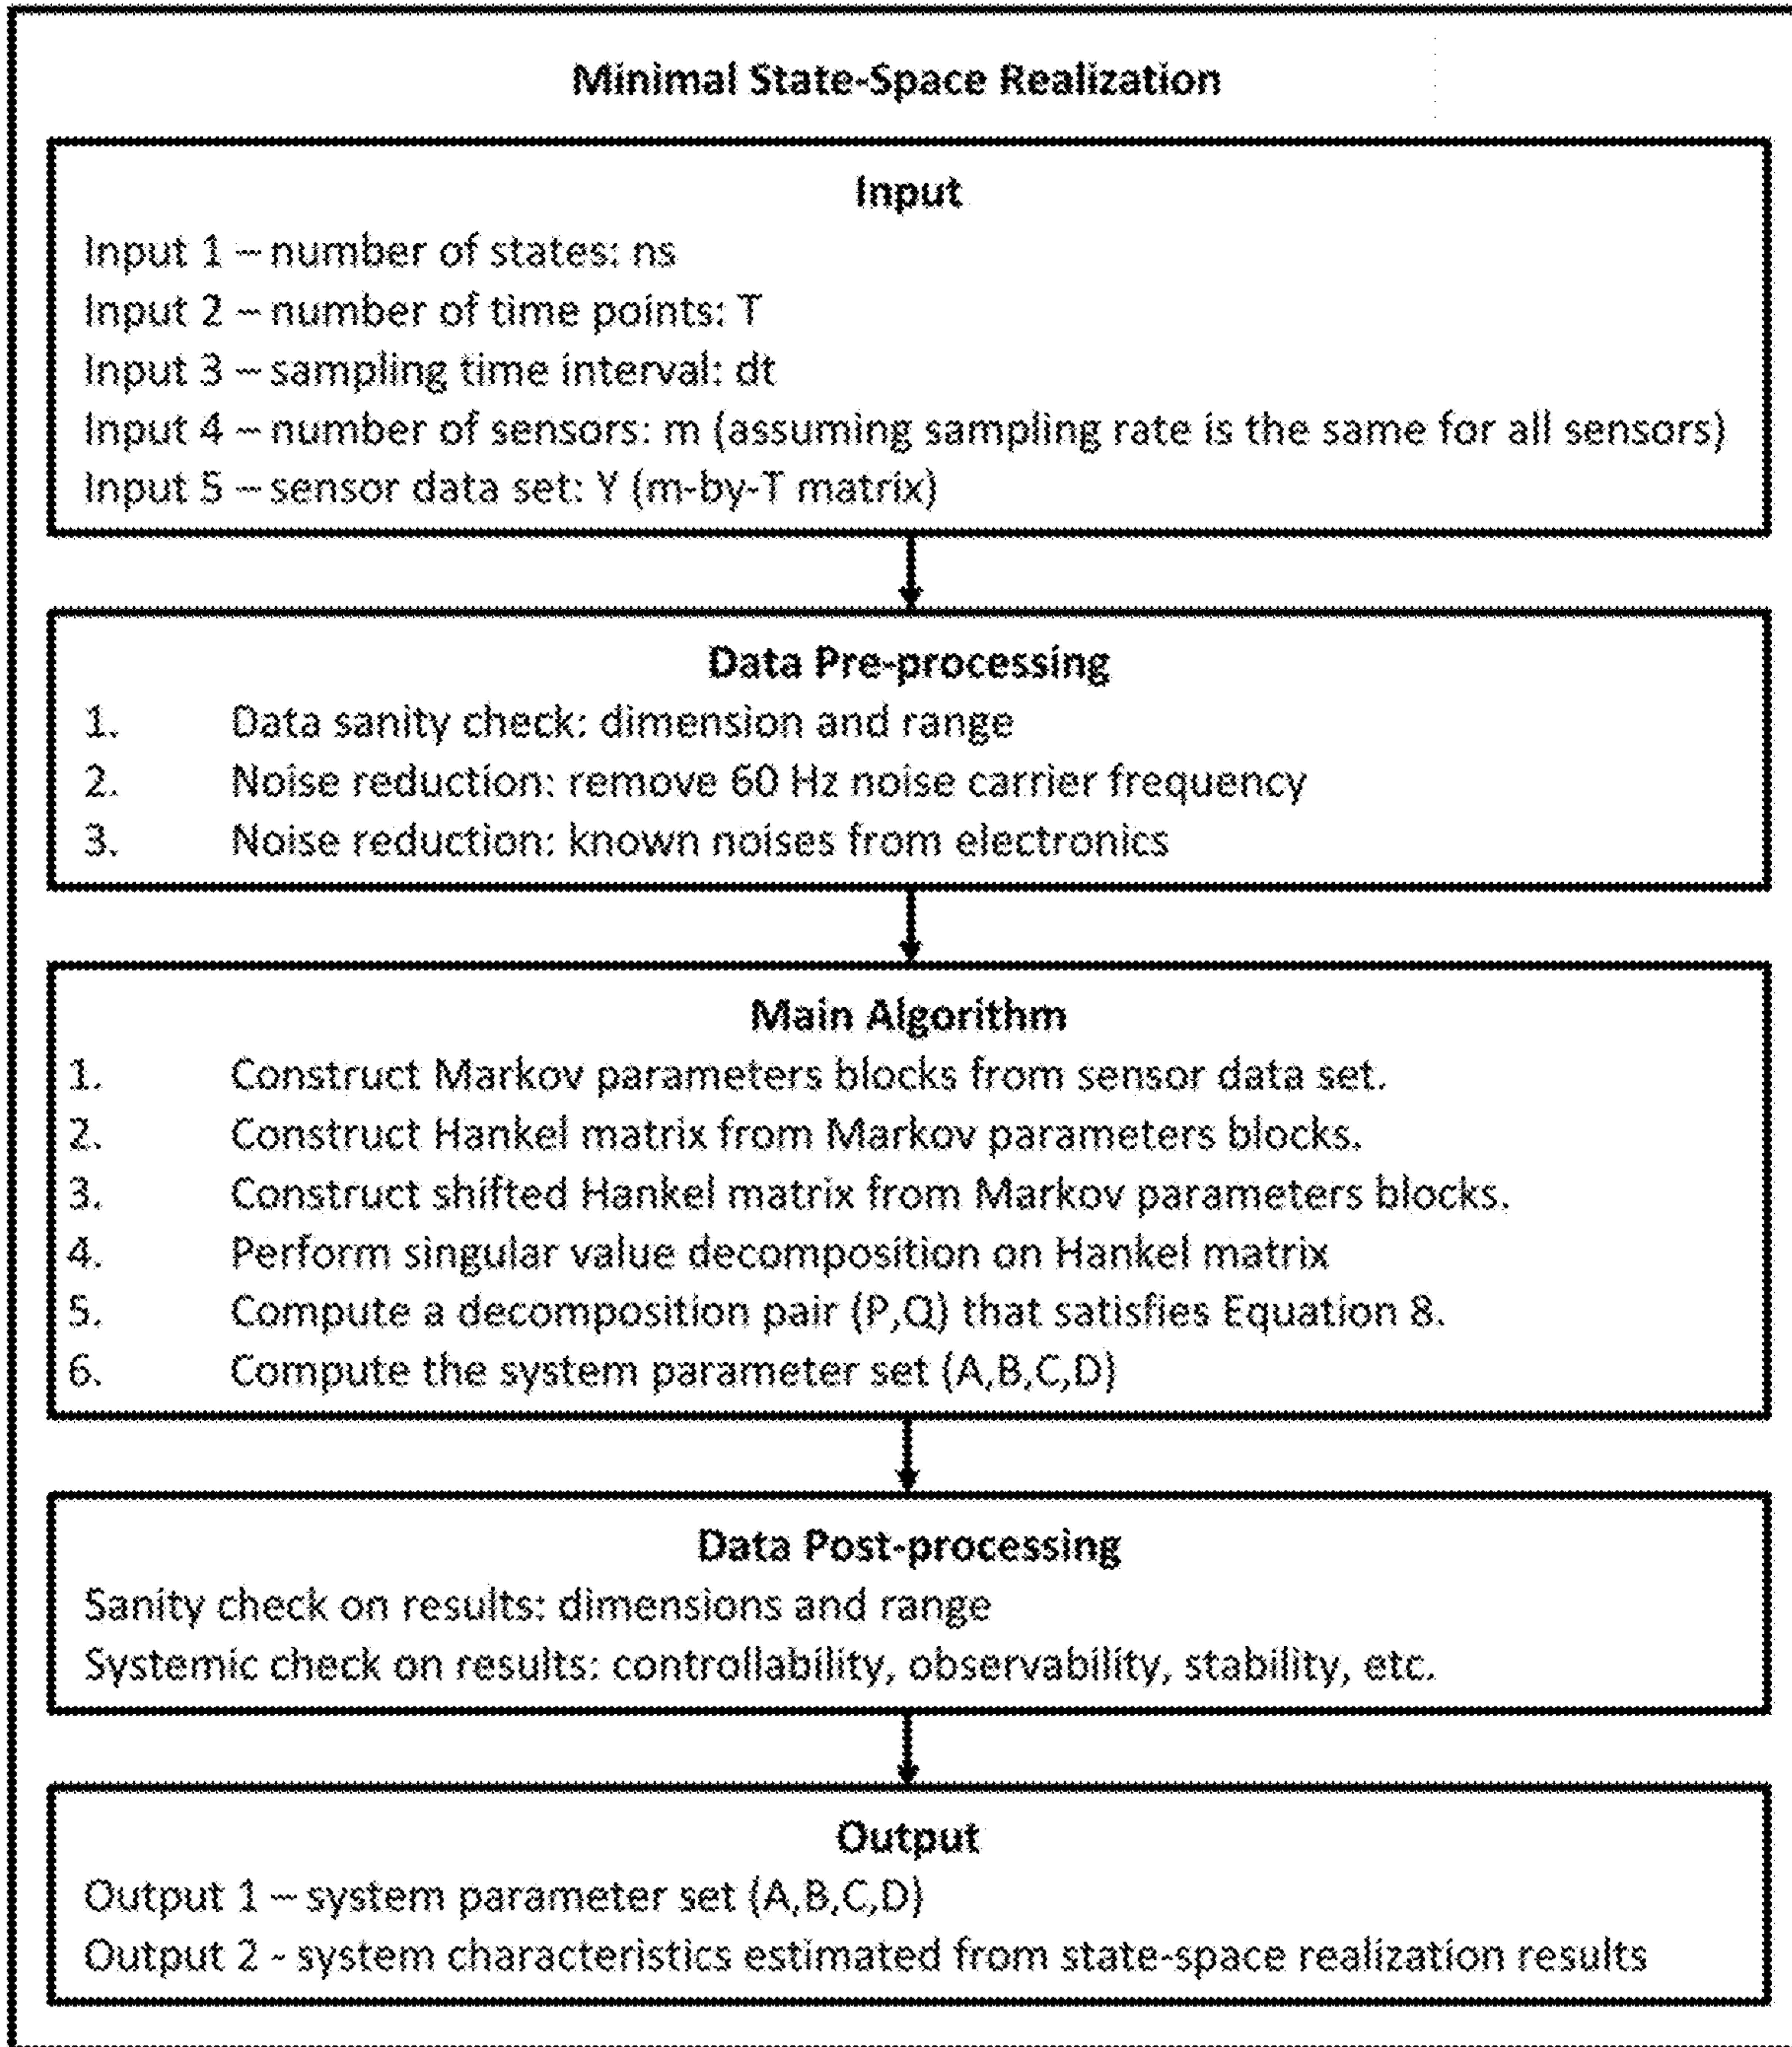 Minimal State-Space Realization
Input
Input 1 – number of states: ns
Input 2 – number of time points: T
Input 3 – sampling time interval: dt
Input 4 – number of sensors: m (assuming sampling rate is the same for all sensors)
Input 5 – sensor data set: Y (m-by-T matrix)
Data Pre-processing
1. Data sanity check: dimension and range
2. Noise reduction: remove 60 Hz noise carrier frequency
3. Noise reduction: known noises from electronics
Main Algorithm
1. Construct Markov parameters blocks from sensor data set.
2. Construct Hankel matrix from Markov parameters blocks.
3. Construct shifted Hankel matrix from Markov parameters blocks.
4. Perform singular value decomposition on Hankel matrix
5. Compute a decomposition pair (P,Q) that satisfies Equation 8.
6. Compute the system parameter set (A,B,C,D)
Data Post-processing
Sanity check on results: dimensions and range
Systemic check on results: controllability, observability, stability, etc.
Output
Output 1 – system parameter set (A,B,C,D)
Output 2 - system characteristics estimated from state-space realization results